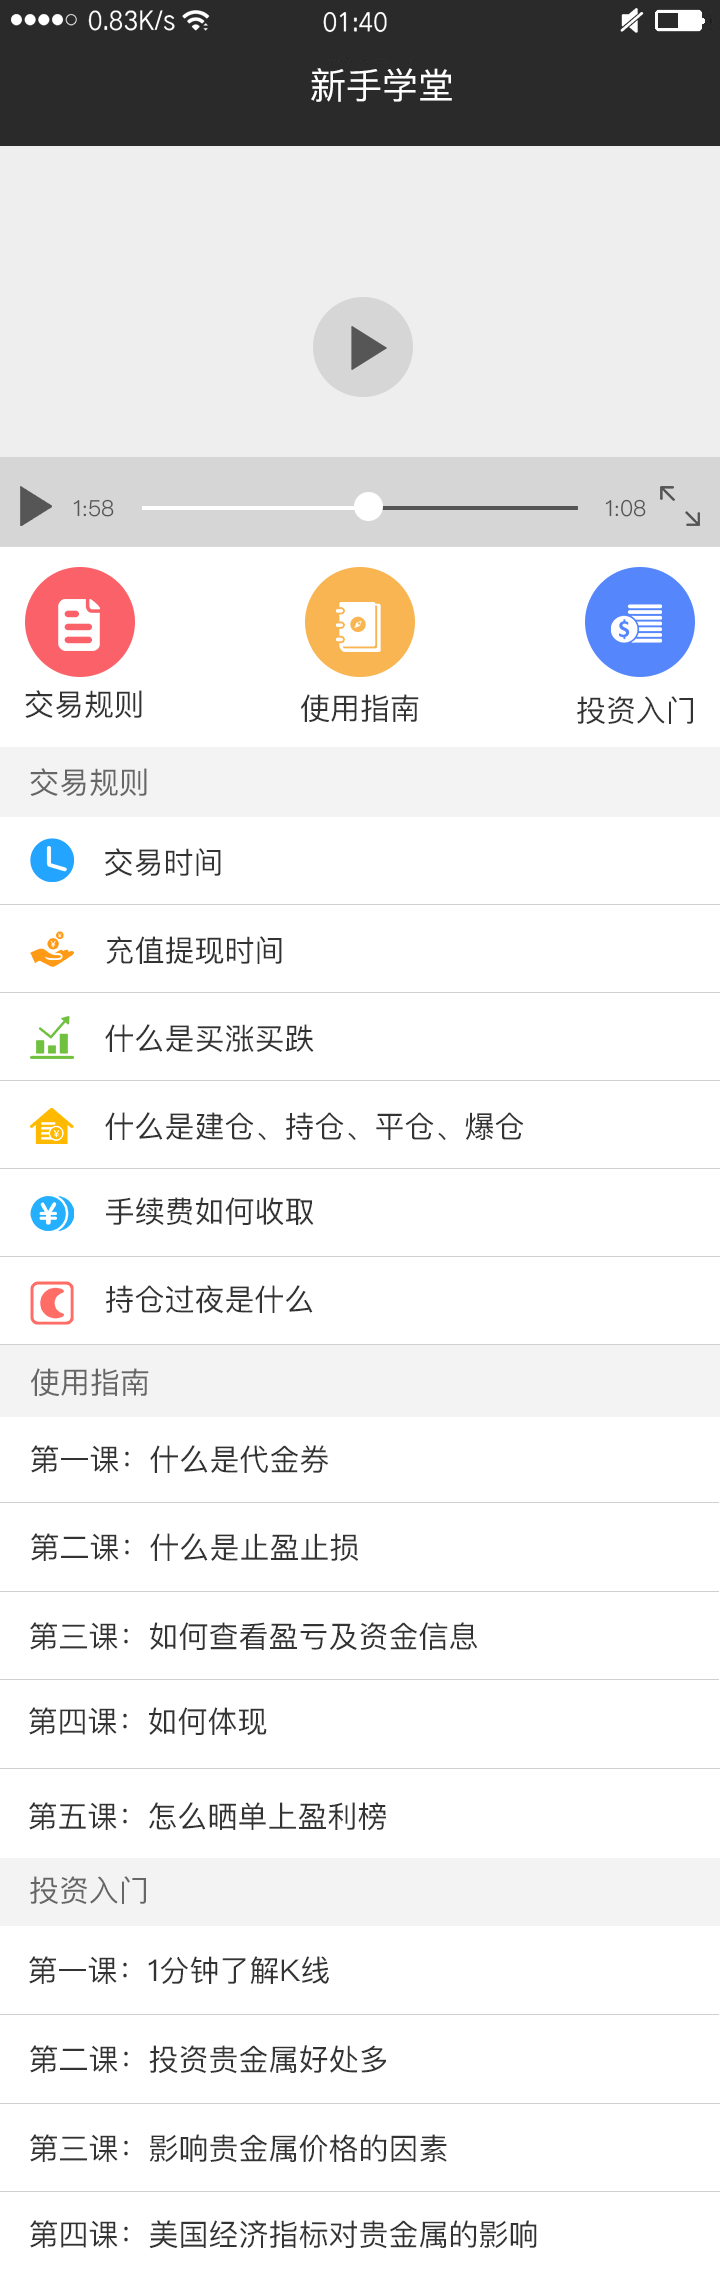 0.83K/s 01:40
新手学堂
1:58 1:08
交易规则 使用指南 投资入门
交易规则
交易时间
充值提现时间
什么是买涨买跌
什么是建仓、持仓、平仓、爆仓
手续费如何收取
持仓过夜是什么
使用指南
第一课：什么是代金券
第二课：什么是止盈止损
第三课：如何查看盈亏及资金信息
第四课：如何体现
第五课：怎么晒单上盈利榜
投资入门
第一课：1分钟了解K线
第二课：投资贵金属好处多
第三课：影响贵金属价格的因素
第四课：美国经济指标对贵金属的影响